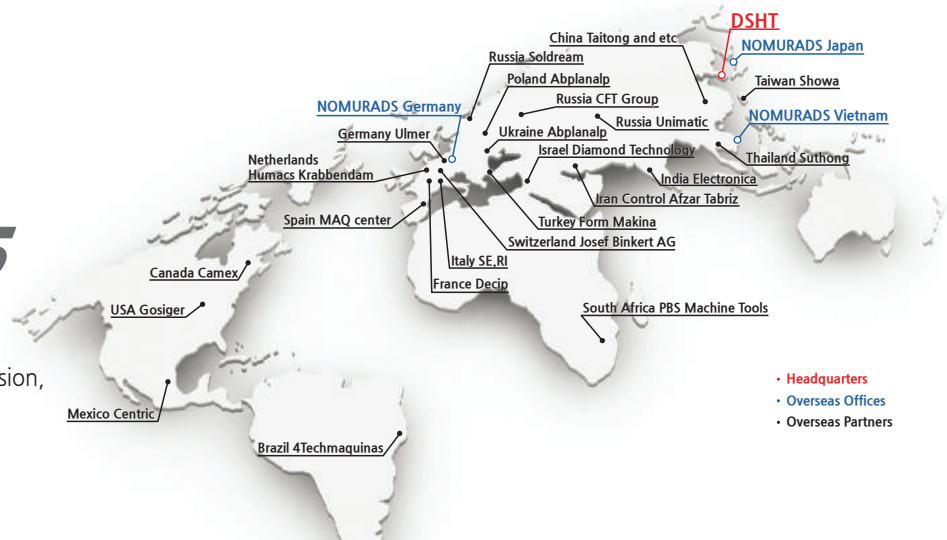 DSHT
China Taitong and etc
NOMURADS Japan
Russia Soldream
Poland Abplanalp
Taiwan Showa
NOMURADS Germany
Russia CFT Group
NOMURADS Vietnam
Russia Unimatic
Germany Ulmer
Ukraine Abplanalp
Israel Diamond Technology
Thailand Suthong
Netherlands
Humacs Krabbendam
India Electronica
Iran Control Afzar Tabriz
Spain MAQ center
Turkey Form Makina
Switzerland Josef Binkert AG
5
Italy SE,RI
Canada Camex
France Decip
USA Gosiger
South Africa PBS Machine Tools
sion,
• Headquarters
• Overseas Offices
Mexico Centric
• Overseas Partners
Brazil 4Techmaquinas